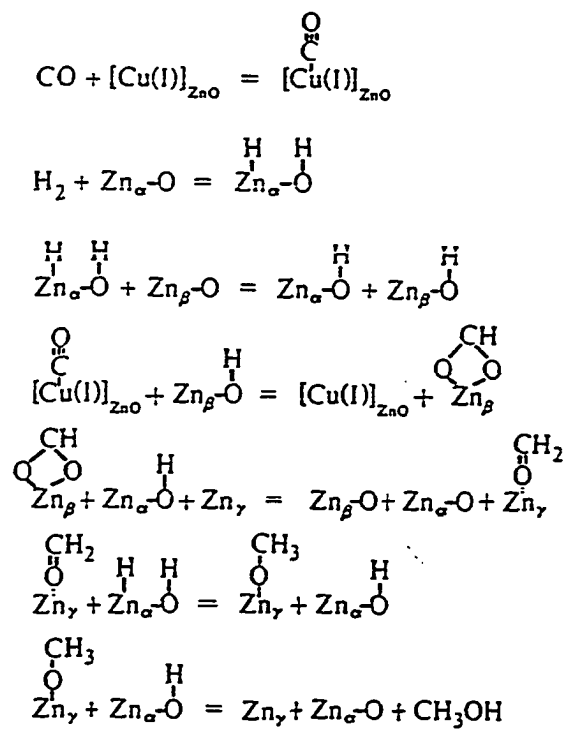 O
C
CO + [Cu(I)]ZnO = [Cu(I)]ZnO
H H
H₂ + Znα-O = Znα-O
H H H H
Znα-O + Znβ-O = Znα-O + Znβ-O
O
C H CH
O O
[Cu(I)]ZnO + Znβ-O = [Cu(I)]ZnO + Znβ
CH H CH₂
O O O
Znβ + Znα-O + Znγ = Znβ-O + Znα-O + Znγ
CH₂ CH₃
O H H O H
Znγ + Znα-O = Znγ + Znα-O
CH₃
O H
Znγ + Znα-O = Znγ + Znα-O + CH₃OH